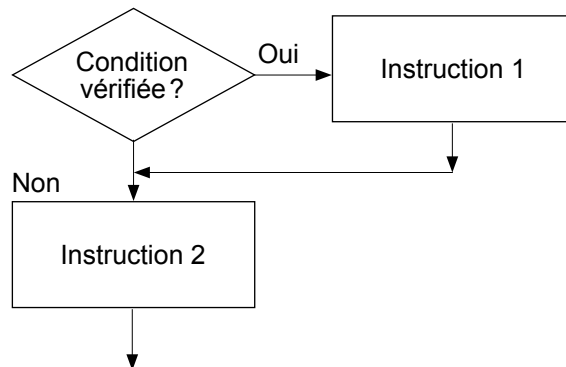 Condition
vérifiée ?
Oui
Instruction 1
Non
Instruction 2